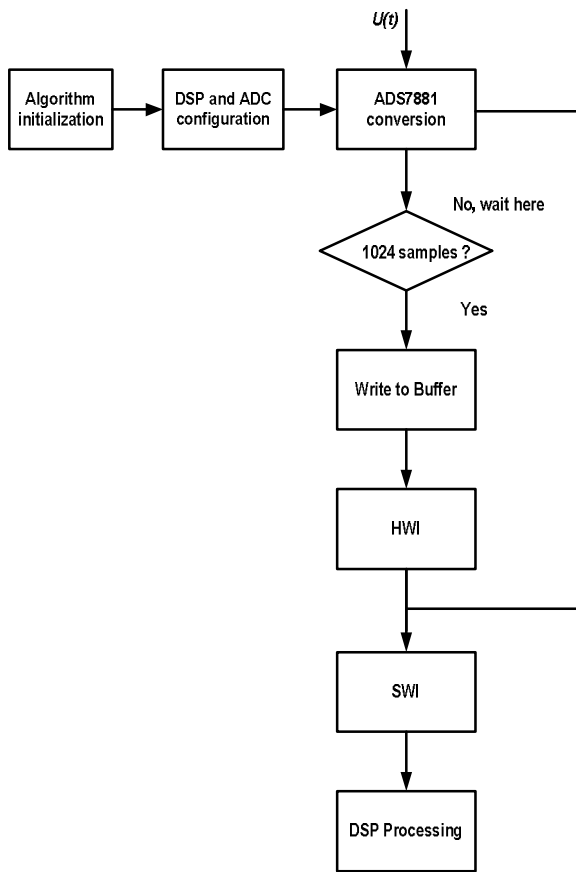 U(t)
Algorithm
initialization
DSP and ADC
configuration
ADS7881
conversion
No, wait here
1024 samples ?
Yes
Write to Buffer
HWI
SWI
DSP Processing